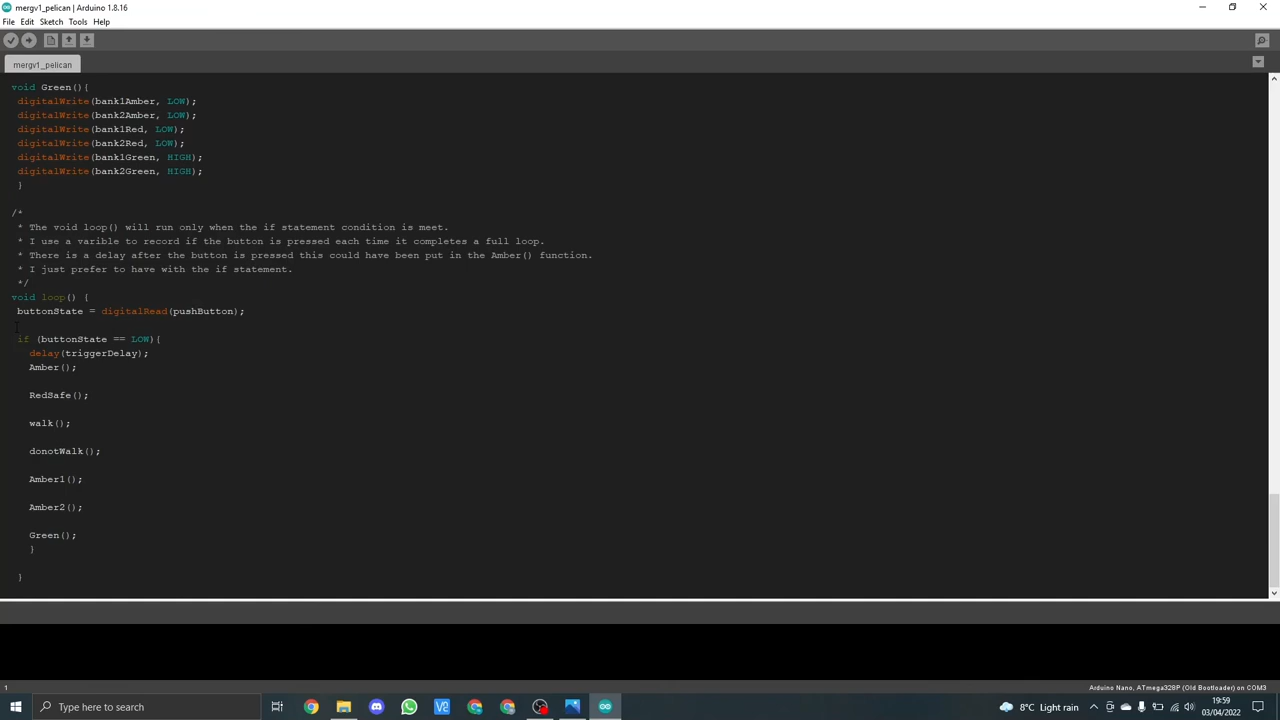 mergv1_pelican | Arduino 1.8.16
File Edit Sketch Tools Help
mergv1_pelican
void Green(){
digitalWrite(bank1Amber, LOW);
digitalWrite(bank2Amber, LOW);
digitalWrite(bank1Red, LOW);
digitalWrite(bank2Red, LOW);
digitalWrite(bank1Green, HIGH);
digitalWrite(bank2Green, HIGH);
}
/*
* The void loop() will run only when the if statement condition is meet.
* I use a varible to record if the button is pressed each time it completes a full loop.
* There is a delay after the button is pressed this could have been put in the Amber() function.
* I just prefer to have with the if statement.
*/
void loop() {
buttonState = digitalRead(pushButton);
if (buttonState == LOW){
delay(triggerDelay);
Amber();
RedSafe();
walk();
donotWalk();
Amber1();
Amber2();
Green();
}
}
1
Arduino Nano, ATmega328P (Old Bootloader) on COM3
Type here to search
8°C Light rain
19:59
03/04/2022